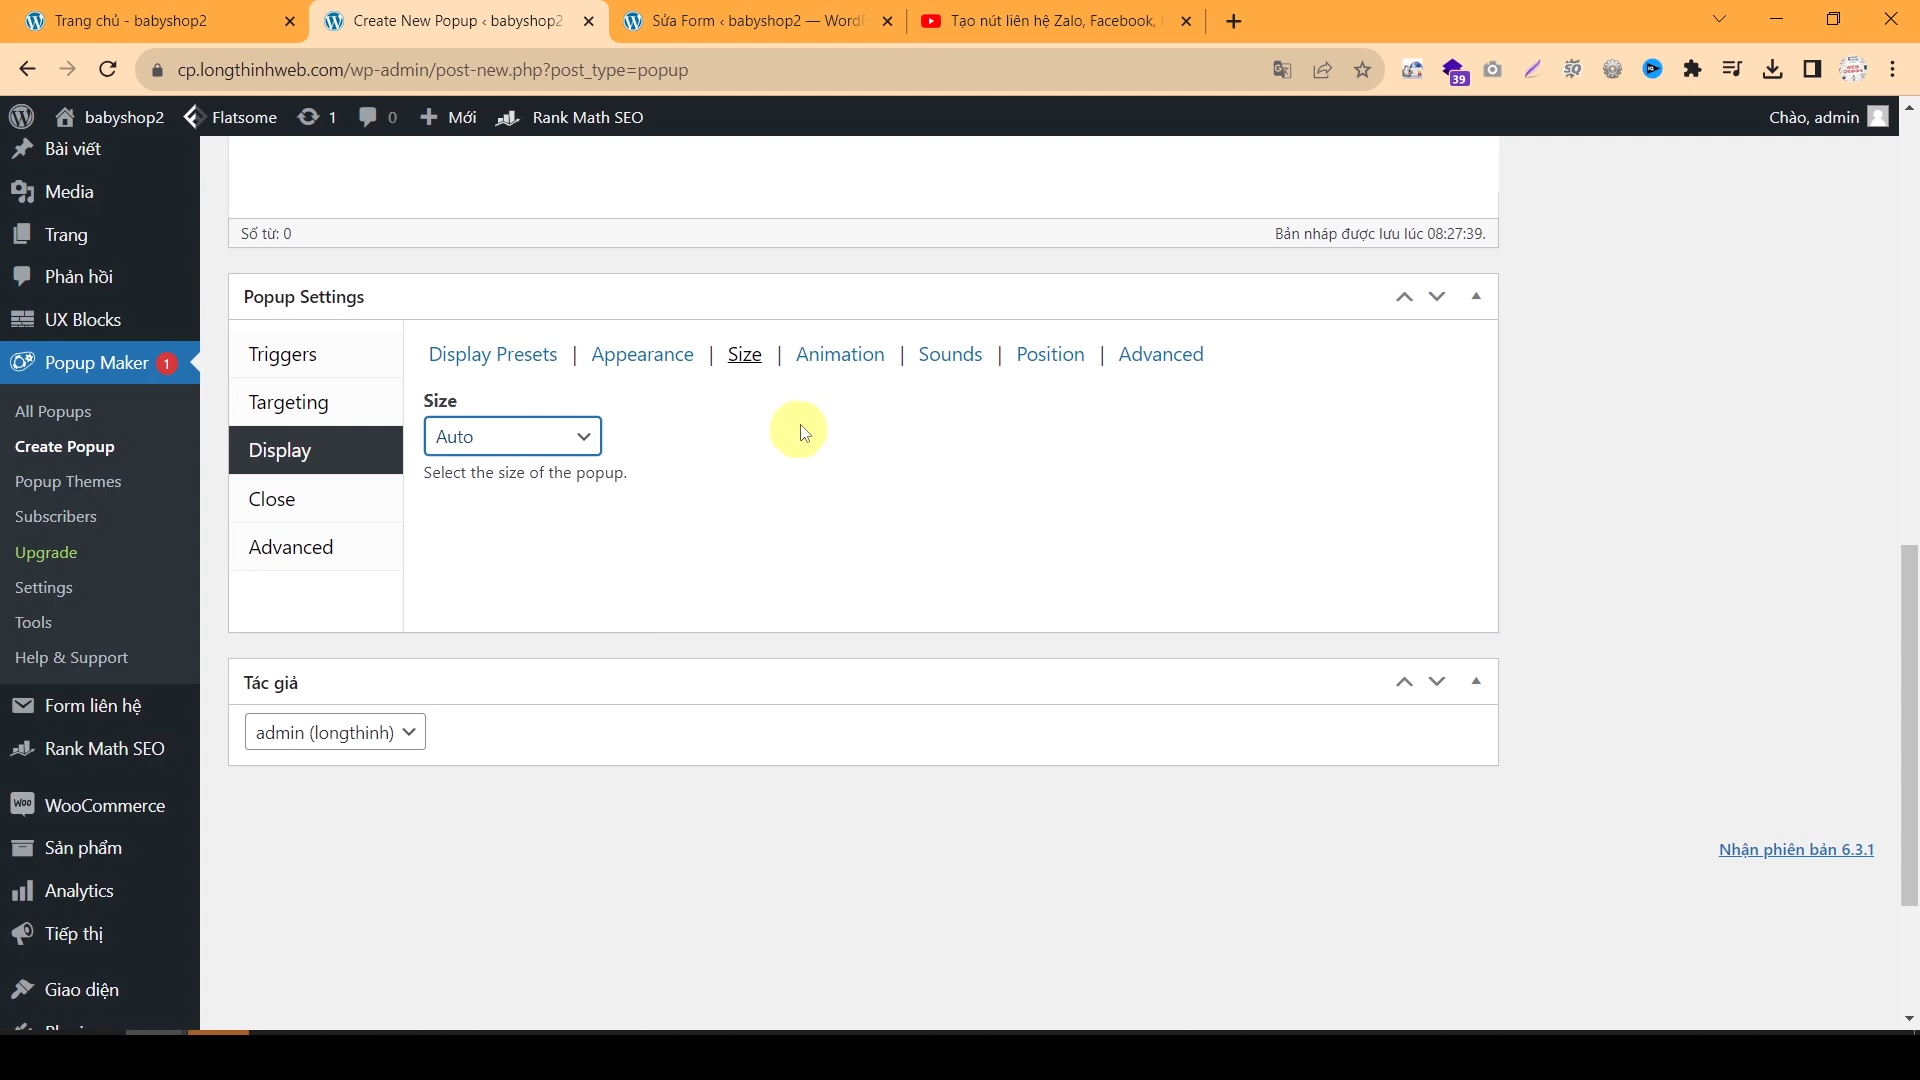 Trang chủ - babyshop2
Create New Popup ‹ babyshop2
Sửa Form ‹ babyshop2 — WordP
Tạo nút liên hệ Zalo, Facebook,
cp.longthinhweb.com/wp-admin/post-new.php?post_type=popup
39
babyshop2
Flatsome
1
0
Mới
Rank Math SEO
Chào, admin
Bài viết
Media
Trang
Phản hồi
UX Blocks
Popup Maker 1
All Popups
Create Popup
Popup Themes
Subscribers
Upgrade
Settings
Tools
Help & Support
Form liên hệ
Rank Math SEO
WooCommerce
Sản phẩm
Analytics
Tiếp thị
Giao diện
Số từ: 0
Bản nháp được lưu lúc 08:27:39.
Popup Settings
Triggers
Targeting
Display
Close
Advanced
Display Presets | Appearance | Size | Animation | Sounds | Position | Advanced
Size
Auto
Select the size of the popup.
Tác giả
admin (longthinh)
Nhận phiên bản 6.3.1